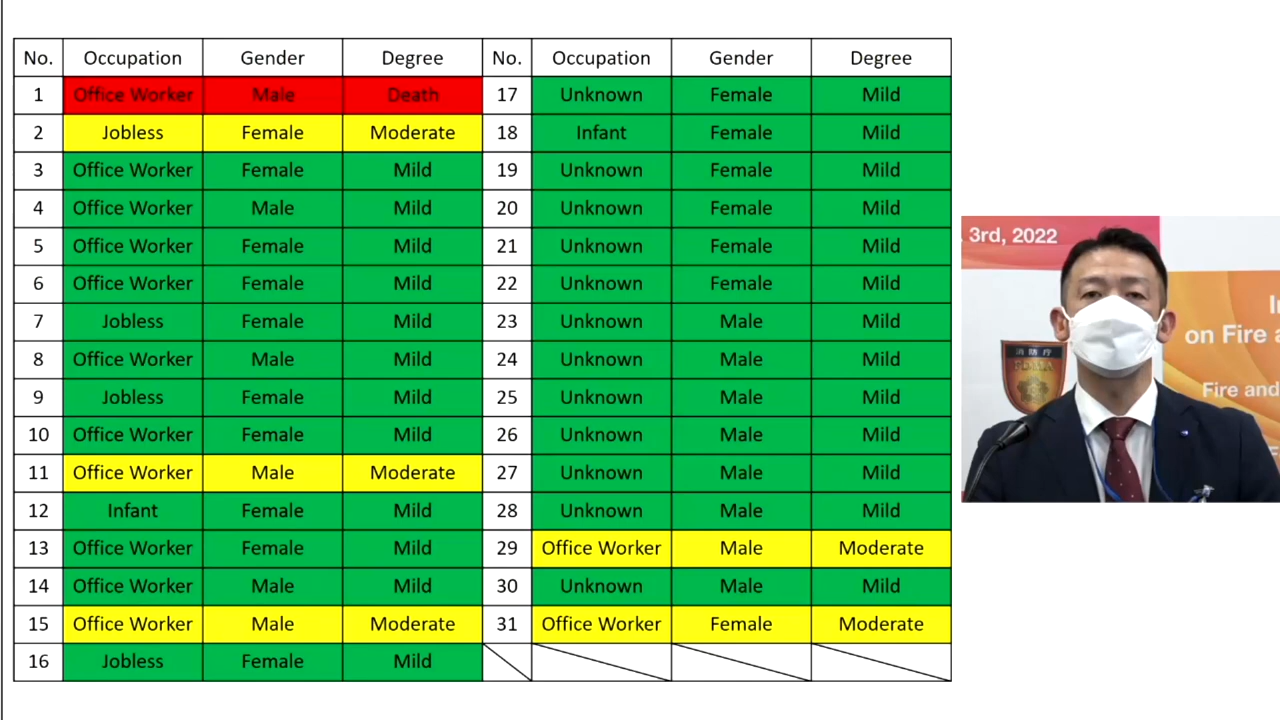 No. Occupation Gender Degree No. Occupation Gender Degree
1 Office Worker Male Death 17 Unknown Female Mild
2 Jobless Female Moderate 18 Infant Female Mild
3 Office Worker Female Mild 19 Unknown Female Mild
4 Office Worker Male Mild 20 Unknown Female Mild
5 Office Worker Female Mild 21 Unknown Female Mild
6 Office Worker Female Mild 22 Unknown Female Mild
7 Jobless Female Mild 23 Unknown Male Mild
8 Office Worker Male Mild 24 Unknown Male Mild
9 Jobless Female Mild 25 Unknown Male Mild
10 Office Worker Female Mild 26 Unknown Male Mild
11 Office Worker Male Moderate 27 Unknown Male Mild
12 Infant Female Mild 28 Unknown Male Mild
13 Office Worker Female Mild 29 Office Worker Male Moderate
14 Office Worker Male Mild 30 Unknown Male Mild
15 Office Worker Male Moderate 31 Office Worker Female Moderate
16 Jobless Female Mild
3rd, 2022
on Fire
Fire and
消防庁